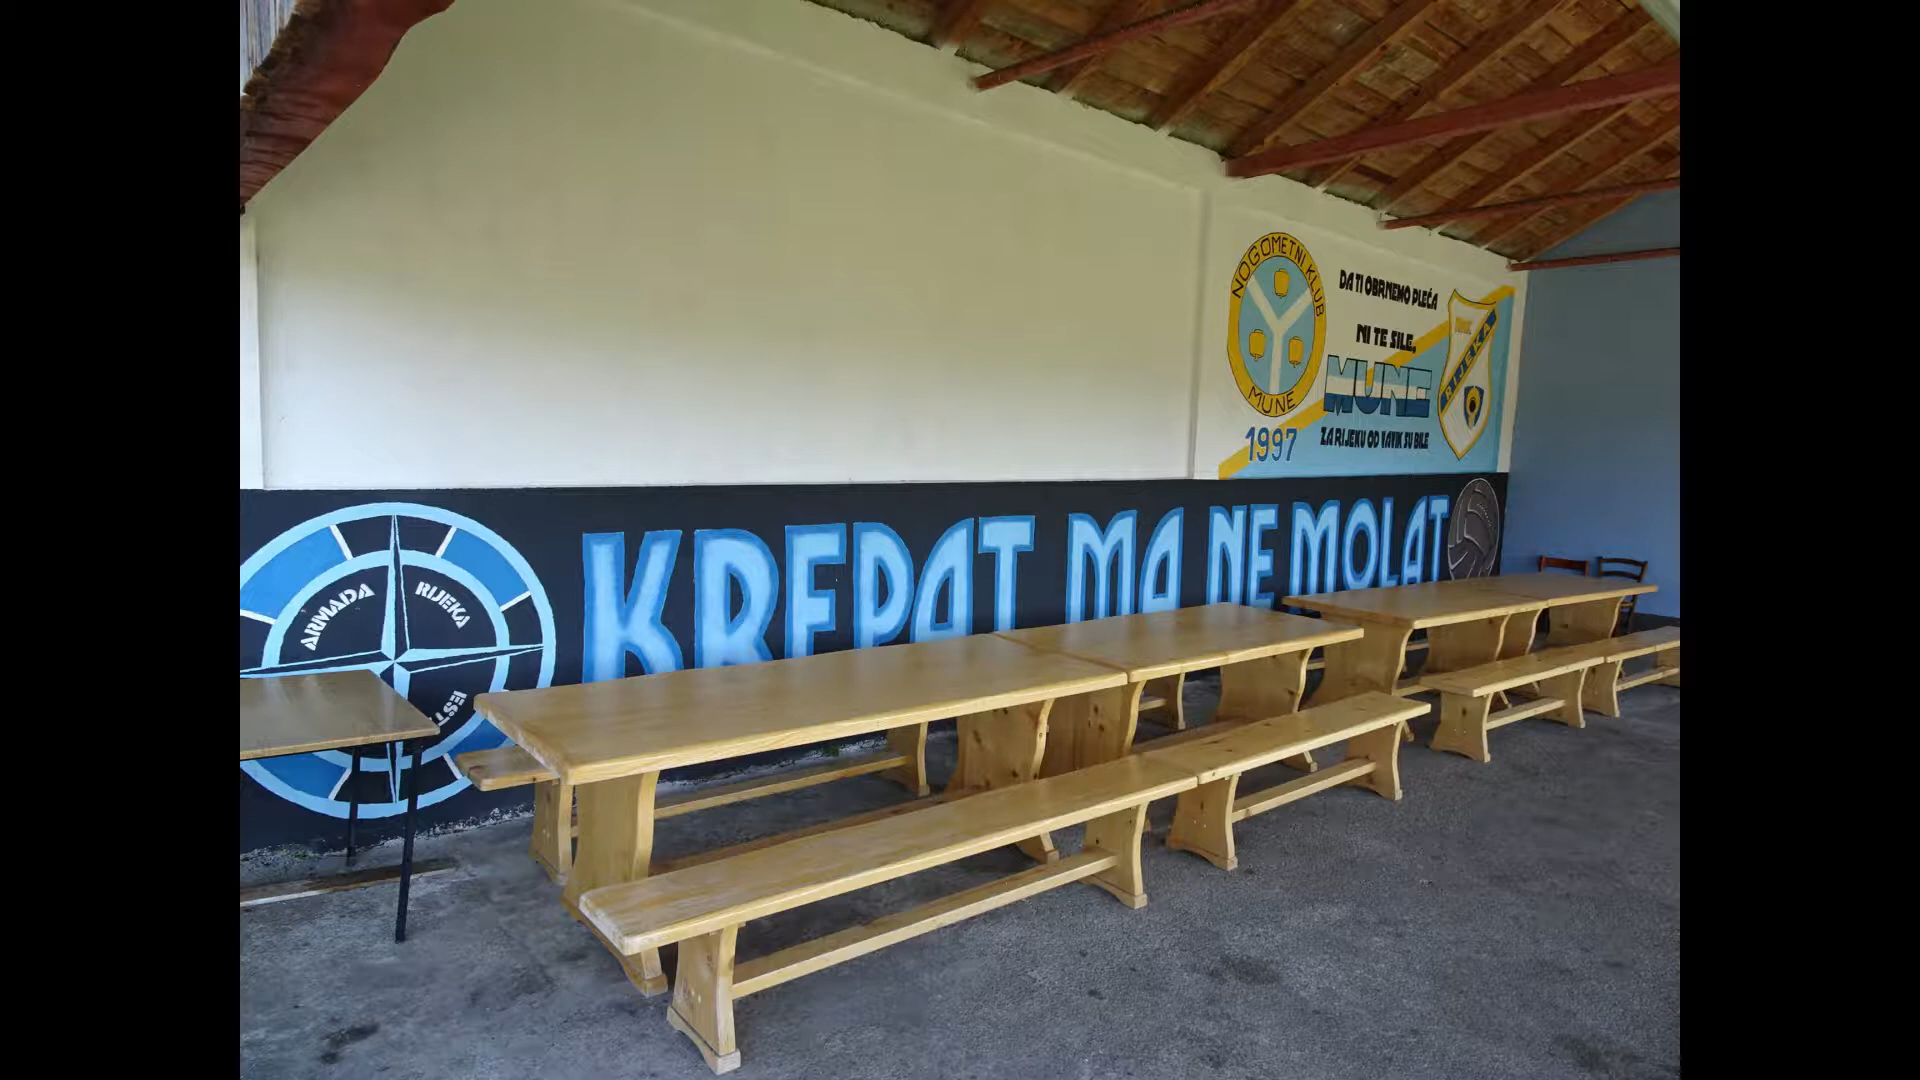 NOGOMETNI KLUB
MUNE
1997
DA TI OBRNEMO PLEĆA
NI TE SILE,
MUNE
ZA RIJEKU OD VAVIK SU BILE
RIJEKA
KREPAT MA NE MOLAT
ARMADA
RIJEKA